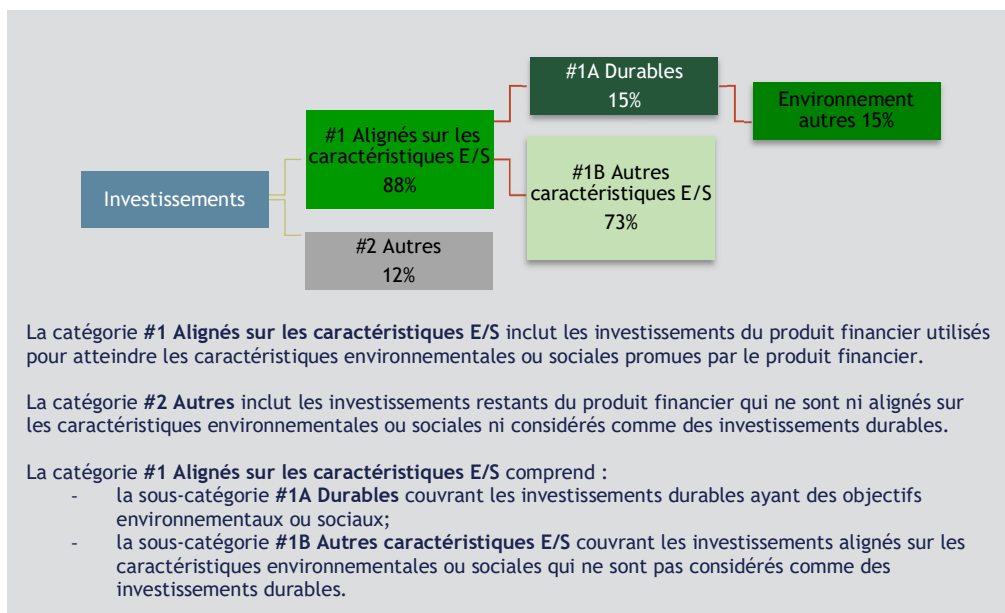 #1A Durables
15%
Environnement
autres 15%
#1 Alignés sur les
caractéristiques E/S
88%
#1B Autres
caractéristiques E/S
73%
Investissements
#2 Autres
12%
La catégorie #1 Alignés sur les caractéristiques E/S inclut les investissements du produit financier utilisés
pour atteindre les caractéristiques environnementales ou sociales promues par le produit financier.
La catégorie #2 Autres inclut les investissements restants du produit financier qui ne sont ni alignés sur
les caractéristiques environnementales ou sociales ni considérés comme des investissements durables.
La catégorie #1 Alignés sur les caractéristiques E/S comprend :
- la sous-catégorie #1A Durables couvrant les investissements durables ayant des objectifs
environnementaux ou sociaux;
- la sous-catégorie #1B Autres caractéristiques E/S couvrant les investissements alignés sur les
caractéristiques environnementales ou sociales qui ne sont pas considérés comme des
investissements durables.